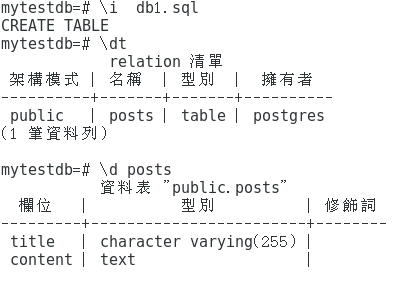 mytestdb=# \i  db1.sql
CREATE TABLE
mytestdb=# \dt
relation 清單
架構模式 | 名稱 | 型別 | 擁有者
----------+-------+-------+----------
public | posts | table | postgres
(1 筆資料列)
mytestdb=# \d posts
資料表 "public.posts"
欄位 | 型別 | 修飾詞
---------+------------------------+--------
title | character varying(255) |
content | text |